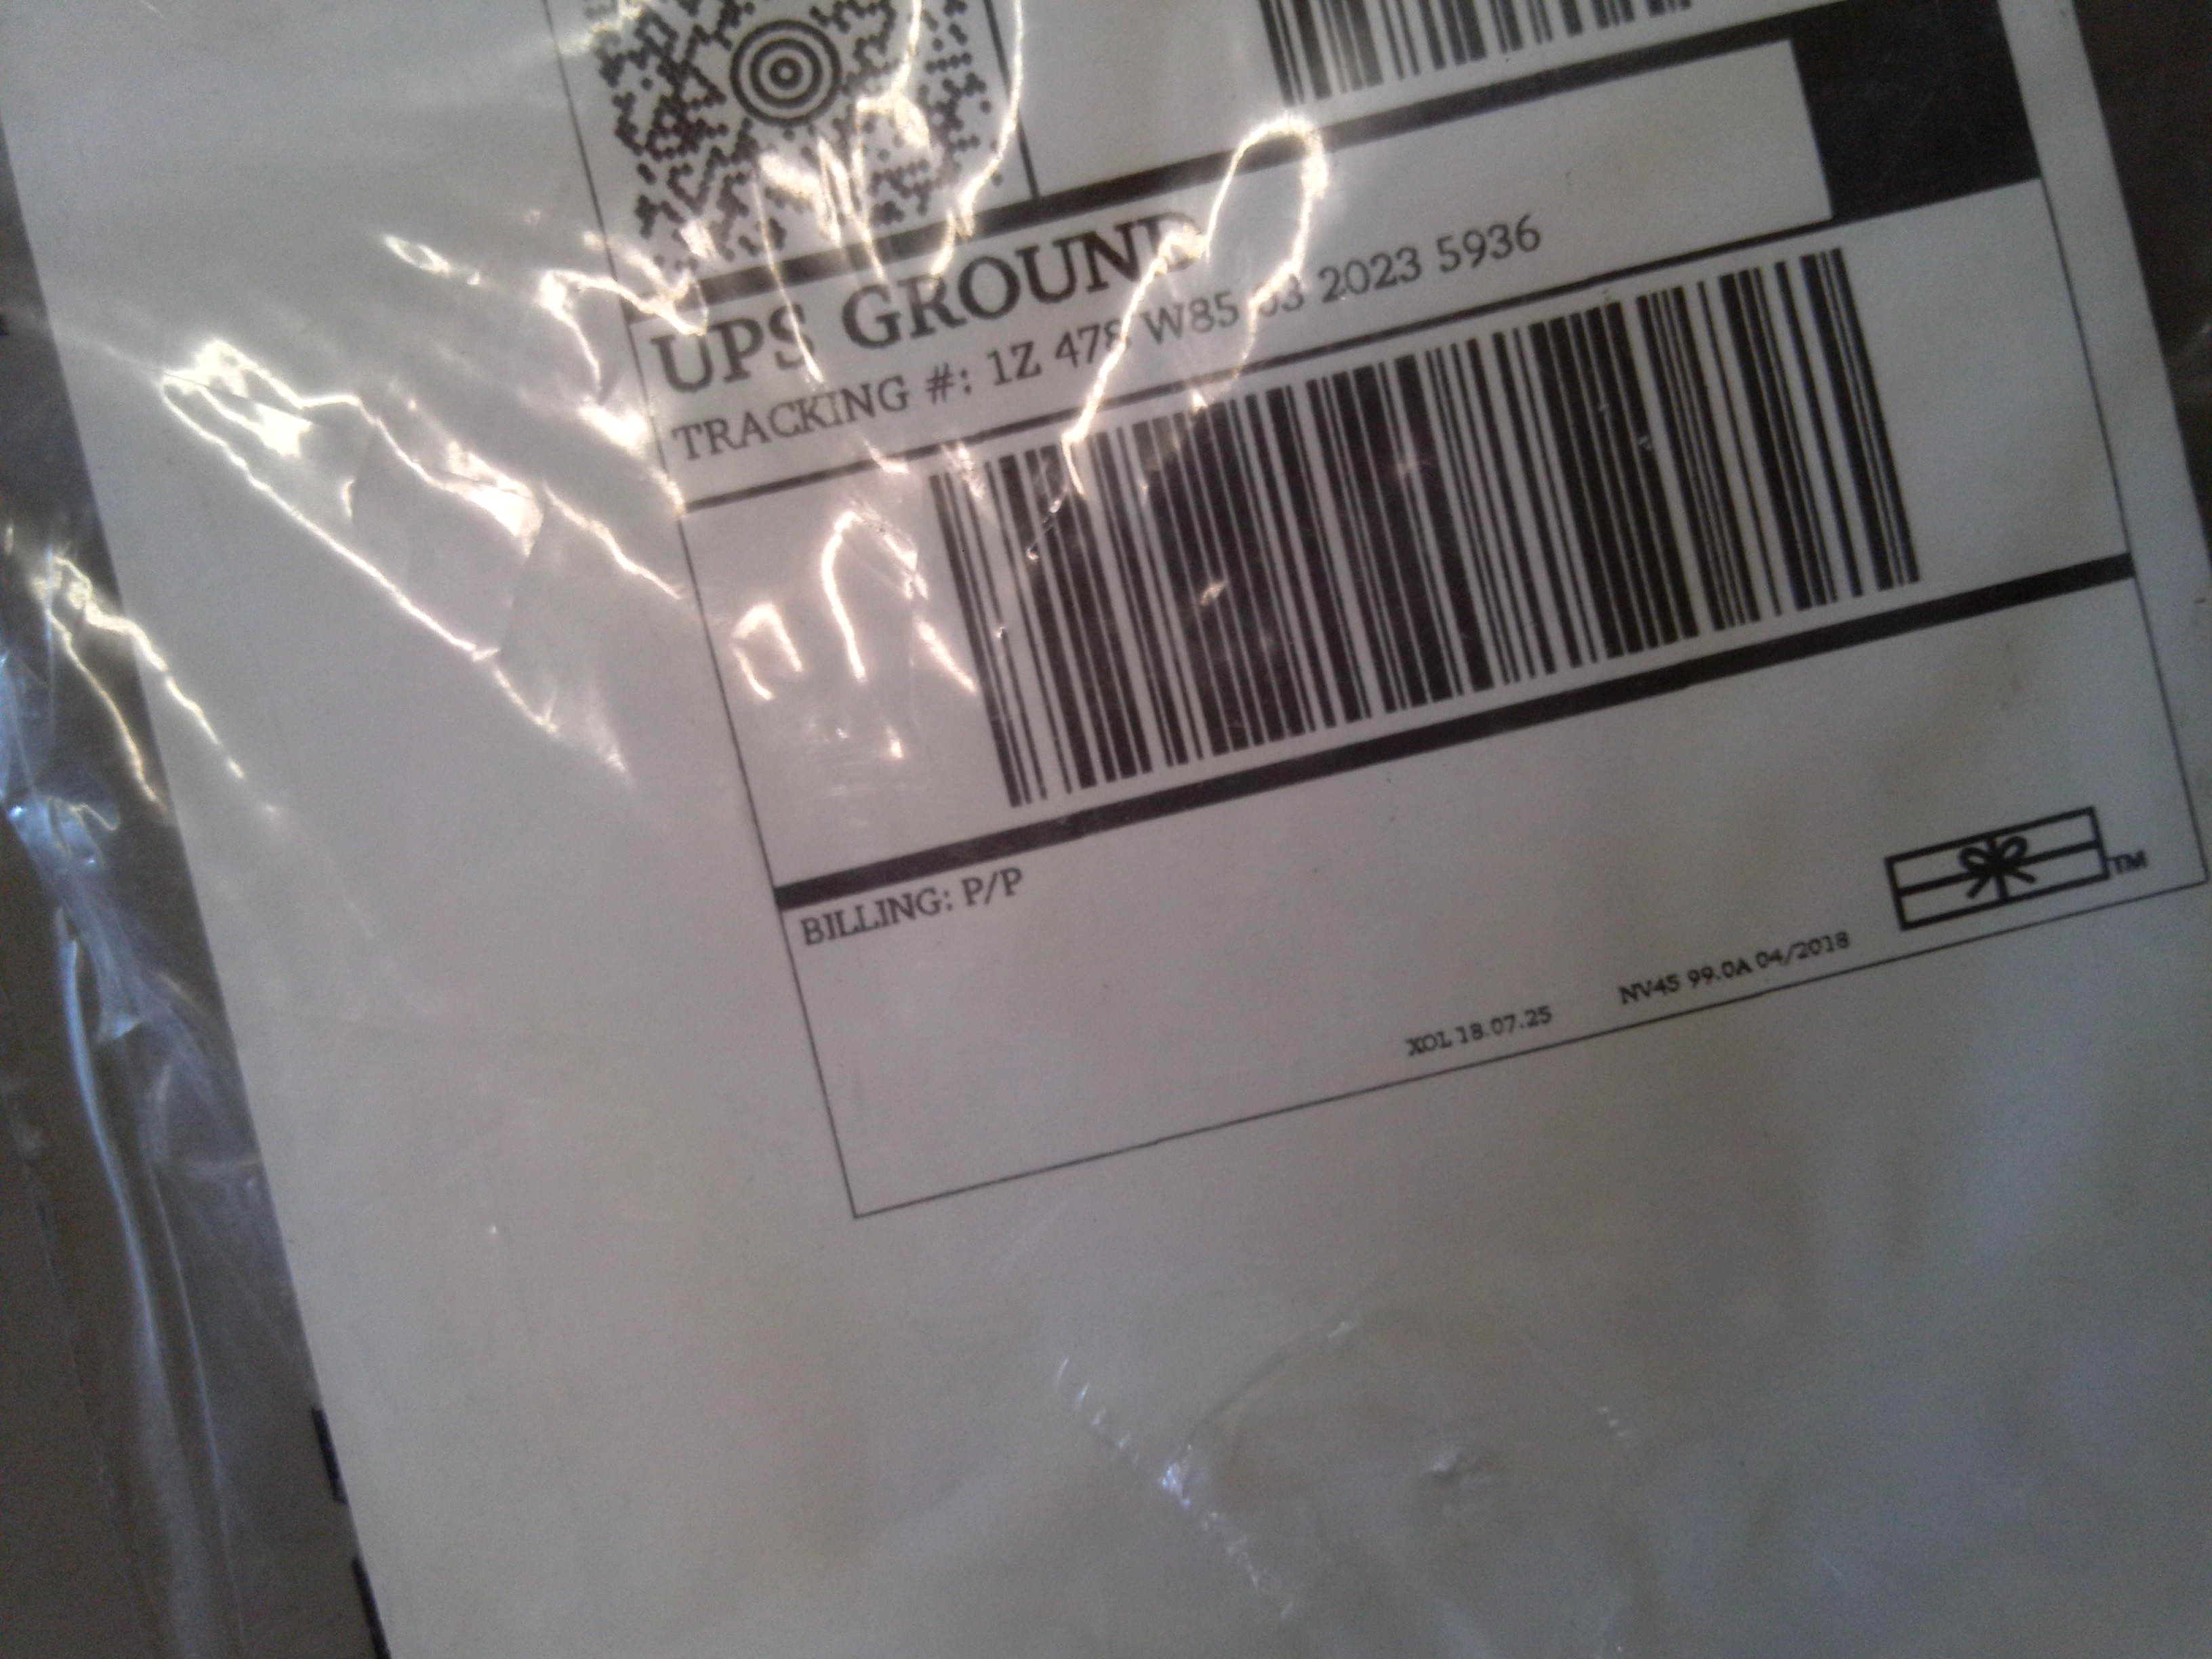 UPS GROUND
TRACKING #: 1Z 478 W85 03 2023 5936
BILLING: P/P
XOL 18.07.25 NV45 99.0A 04/2018
TM